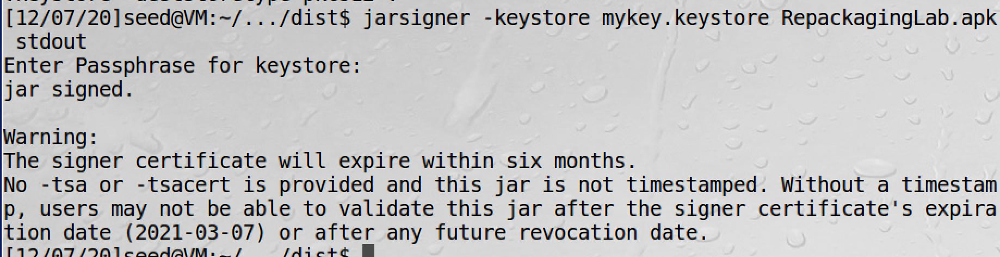 [12/07/20]seed@VM:~/.../dist$ jarsigner -keystore mykey.keystore RepackagingLab.apk
 stdout
Enter Passphrase for keystore:
jar signed.

Warning:
The signer certificate will expire within six months.
No -tsa or -tsacert is provided and this jar is not timestamped. Without a timestam
p, users may not be able to validate this jar after the signer certificate's expira
tion date (2021-03-07) or after any future revocation date.
[12/07/20]seed@VM:~/.../dist$